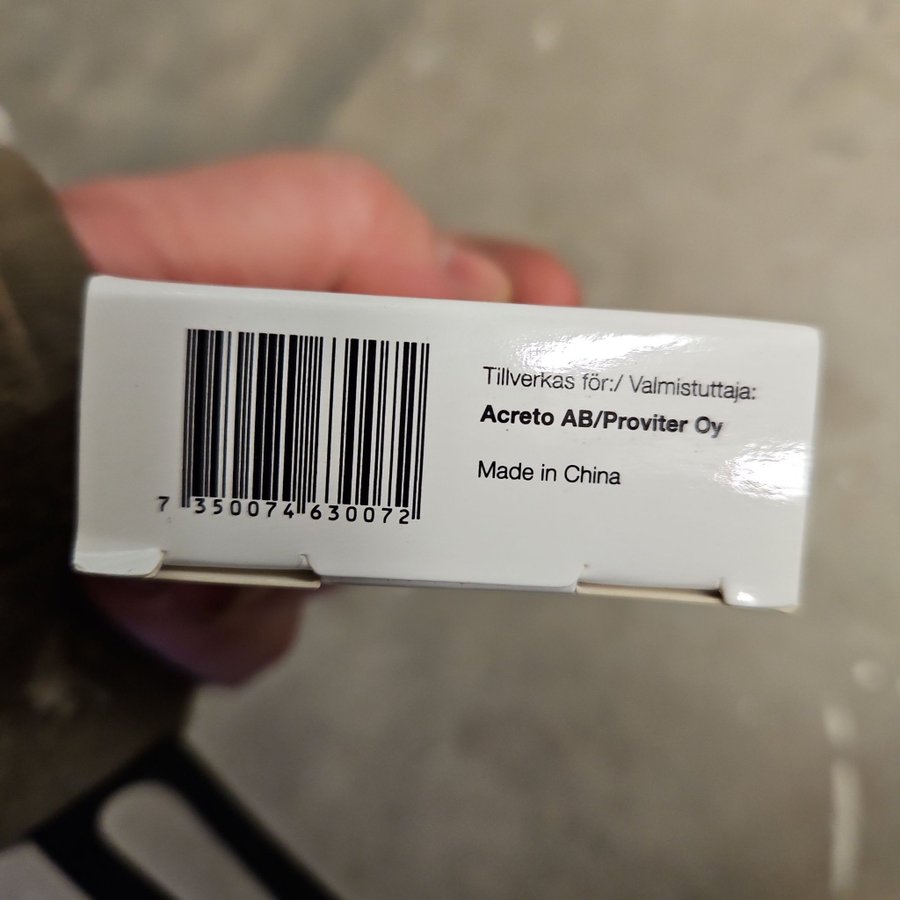 7 350074 630072
Tillverkas för:/ Valmistuttaja:
Acreto AB/Proviter Oy
Made in China